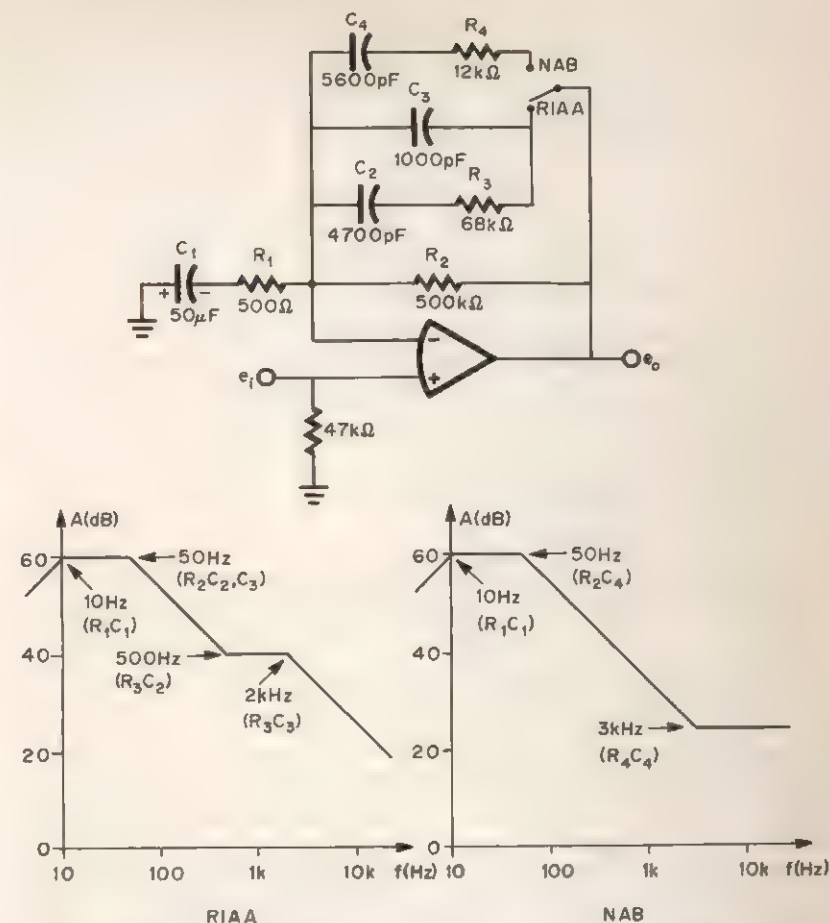 C4
R4
5600pF
12kΩ
NAB
C3
RIAA
1000pF
C2
R3
4700pF
68kΩ
C1
R1
R2
+ -
50μF
500Ω
500kΩ
-
+
ei
eo
47kΩ
A(dB)
60
50Hz
(R2C2,C3)
10Hz
(R1C1)
40
500Hz
(R3C2)
2kHz
(R3C3)
20
0
10 100 1k 10k f(Hz)
RIAA
A(dB)
60
50Hz
(R2C4)
10Hz
(R1C1)
40
3kHz
(R4C4)
20
0
10 100 1k 10k f(Hz)
NAB